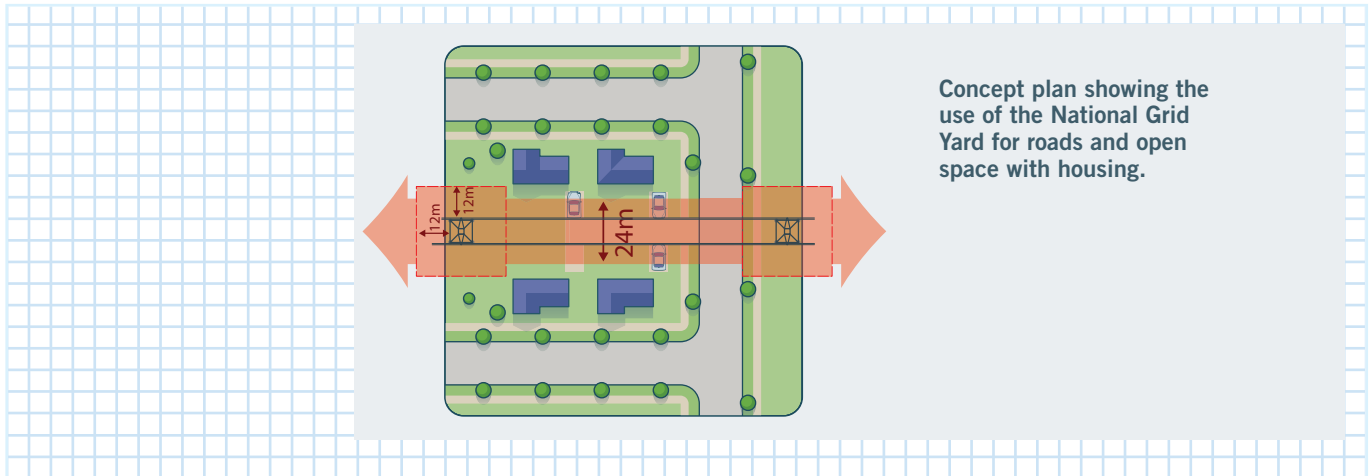 12m
12m
24m
Concept plan showing the
use of the National Grid
Yard for roads and open
space with housing.